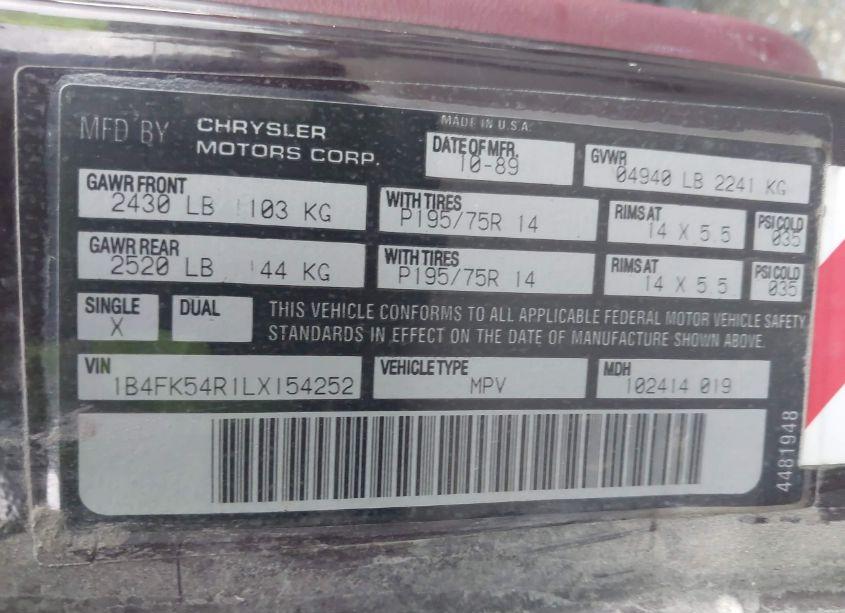 MADE IN U.S.A.
MFD BY CHRYSLER MOTORS CORP.
DATE OF MFR. 10-89
GVWR 04940 LB 2241 KG
GAWR FRONT 2430 LB 1103 KG
WITH TIRES P195/75R 14
RIMS AT 14 X 5.5
PSI COLD 035
GAWR REAR 2520 LB 1144 KG
WITH TIRES P195/75R 14
RIMS AT 14 X 5.5
PSI COLD 035
SINGLE X
DUAL
THIS VEHICLE CONFORMS TO ALL APPLICABLE FEDERAL MOTOR VEHICLE SAFETY
STANDARDS IN EFFECT ON THE DATE OF MANUFACTURE SHOWN ABOVE.
VIN 1B4FK54R1LX154252
VEHICLE TYPE MPV
MDH 102414 019
4481948